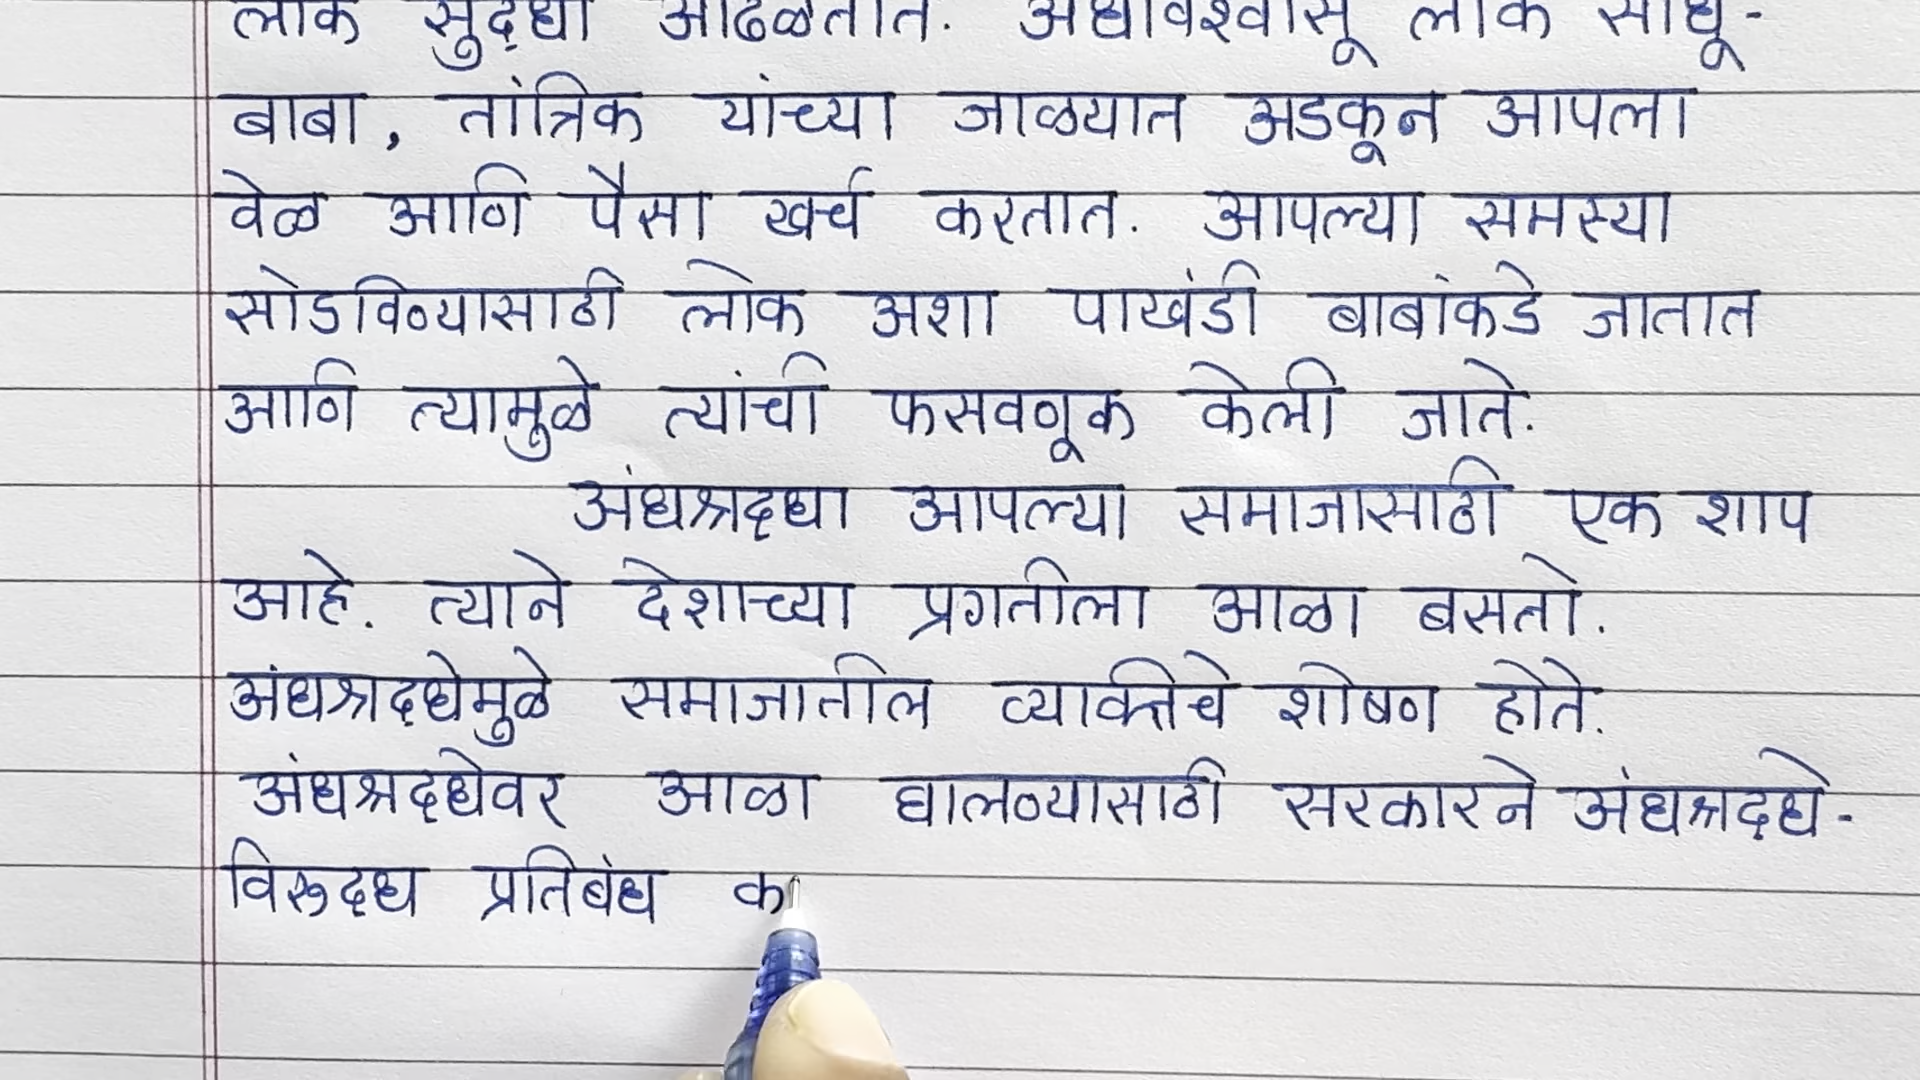 लोक सुद्धा आढळतात. अंधविश्वासू लोक साधू-
बाबा, तांत्रिक यांच्या जाळयात अडकून आपला
वेळ आणि पैसा खर्च करतात. आपल्या समस्या
सोडविण्यासाठी लोक अशा पाखंडी बाबांकडे जातात
आणि त्यामुळे त्यांची फसवणूक केली जाते.
अंधश्रद्धा आपल्या समाजासाठी एक शाप
आहे. त्याने देशाच्या प्रगतीला आळा बसतो.
अंधश्रद्धेमुळे समाजातील व्यक्तिचे शोषण होते.
अंधश्रद्धेवर आळा घालण्यासाठी सरकारने अंधश्रद्धे-
विरूद्ध प्रतिबंध क